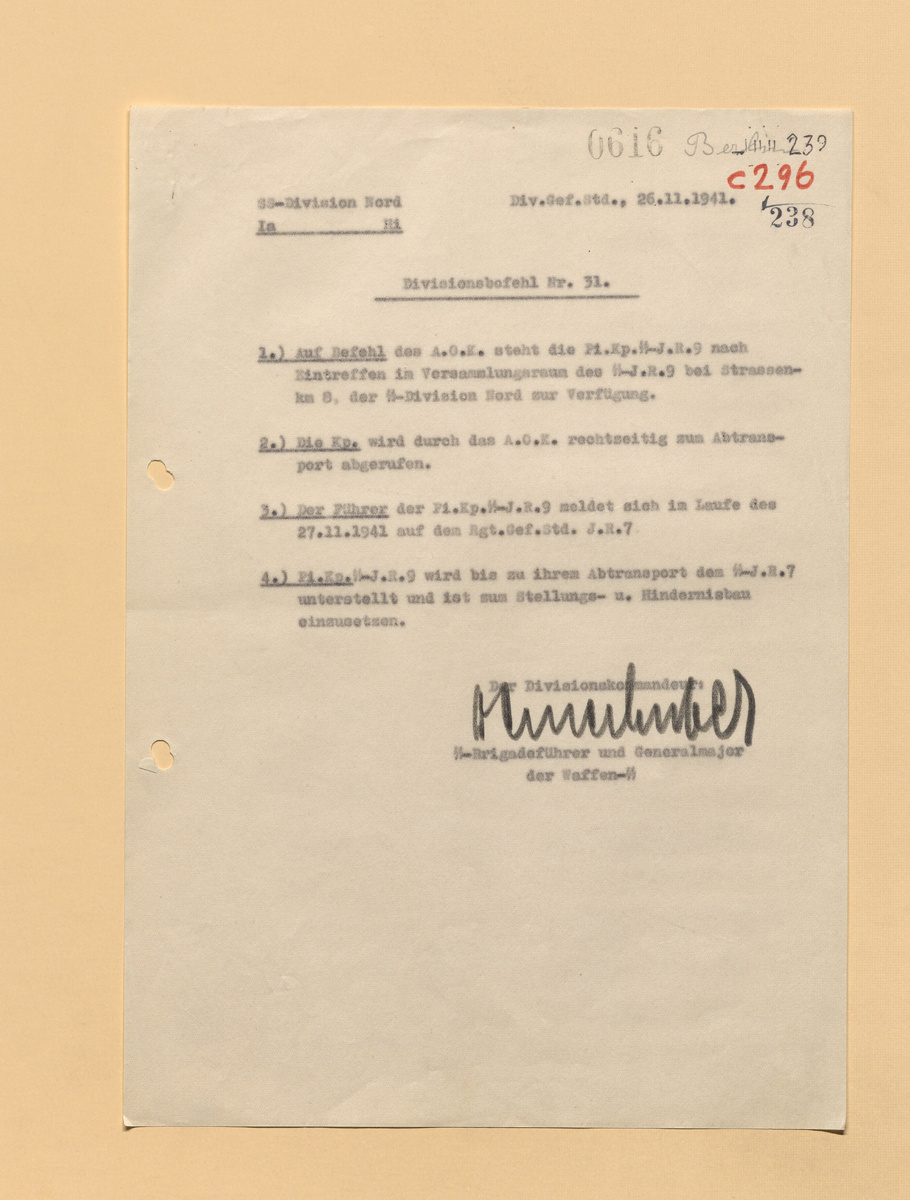 0616
239
c296
238
SS-Division Nord Div.Gef.Std., 26.11.1941.
Ia Hi
Divisionsbefehl Nr. 31.
1.) Auf Befehl des A.O.K. steht die Pi.Kp.ᛋᛋ-J.R.9 nach
Eintreffen im Versammlungsraum des ᛋᛋ-J.R.9 bei Strassen-
km 8, der ᛋᛋ-Division Nord zur Verfügung.
2.) Die Kp. wird durch das A.O.K. rechtzeitig zum Abtrans-
port abgerufen.
3.) Der Führer der Pi.Kp.ᛋᛋ-J.R.9 meldet sich im Laufe des
27.11.1941 auf dem Rgt.Gef.Std. J.R.7
4.) Pi.Kp.ᛋᛋ-J.R.9 wird bis zu ihrem Abtransport dem ᛋᛋ-J.R.7
unterstellt und ist zum Stellungs- u. Hindernisbau
einzusetzen.
Der Divisionskommandeur:
ᛋᛋ-Brigadeführer und Generalmajor
der Waffen-ᛋᛋ